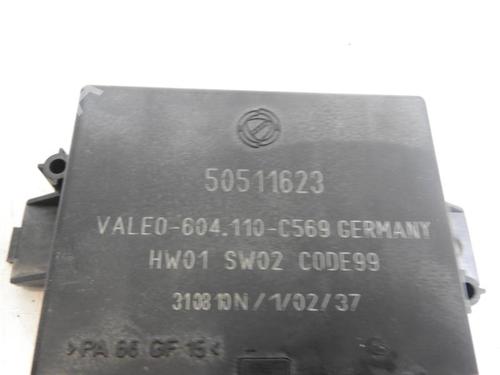 50511623
VALEO-604.110-C569 GERMANY
HW01 SW02 CODE99
310810N/1/02/37
>PA 66 GF 15<